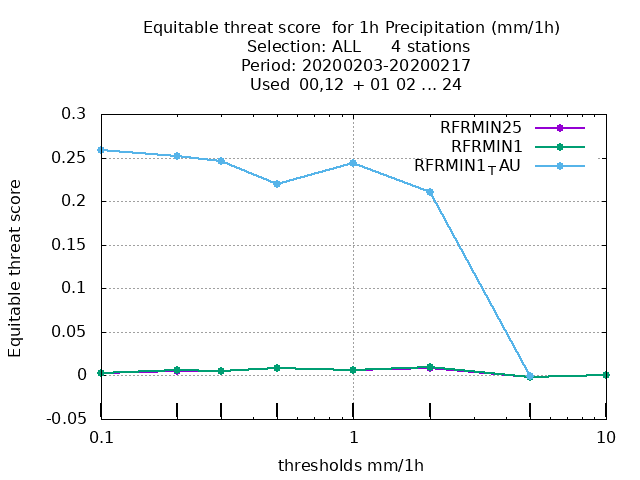 Equitable threat score  for 1h Precipitation (mm/1h)
Selection: ALL      4 stations
Period: 20200203-20200217
Used  00,12  + 01 02 ... 24
RFRMIN25
RFRMIN1
RFRMIN1TAU
0.3
0.25
0.2
0.15
0.1
0.05
0
-0.05
Equitable threat score
0.1
1
10
thresholds mm/1h